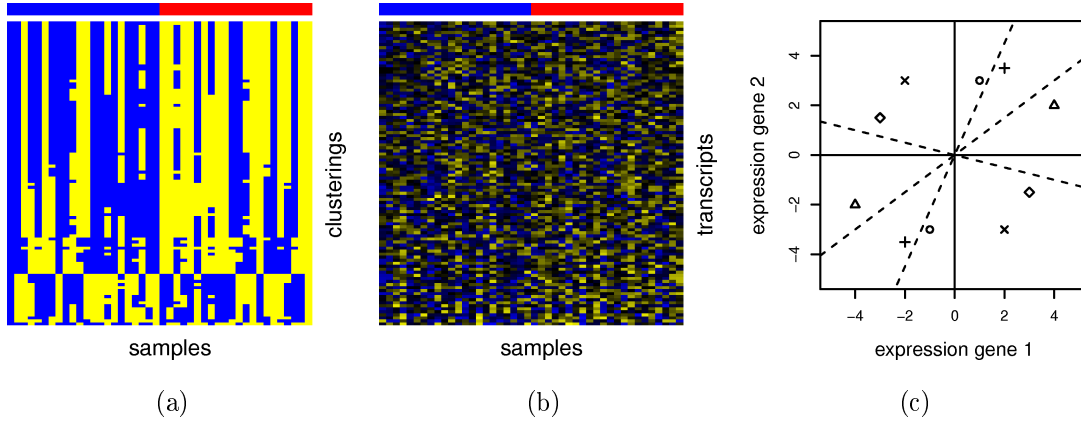 clusterings
samples
(a)
transcripts
samples
(b)
expression gene 2
4
2
0
−2
−4
−4 −2 0 2 4
expression gene 1
(c)